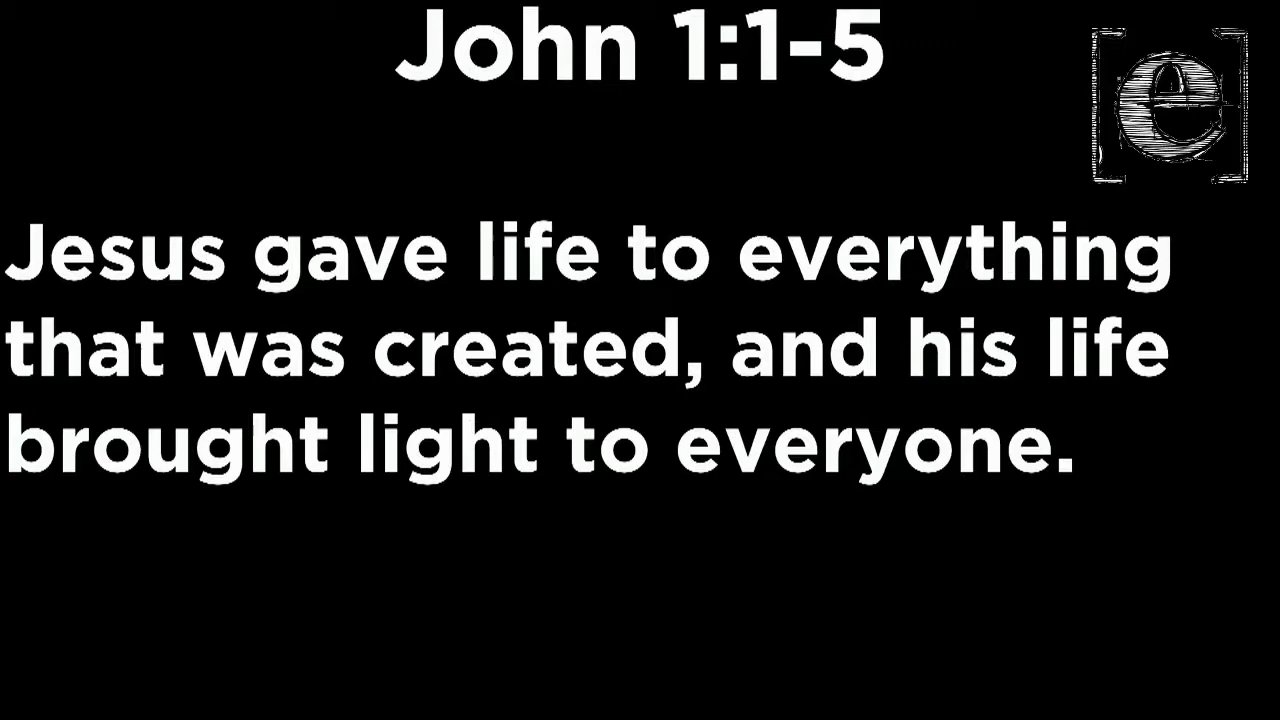 John 1:1-5
[e]
Jesus gave life to everything
that was created, and his life
brought light to everyone.